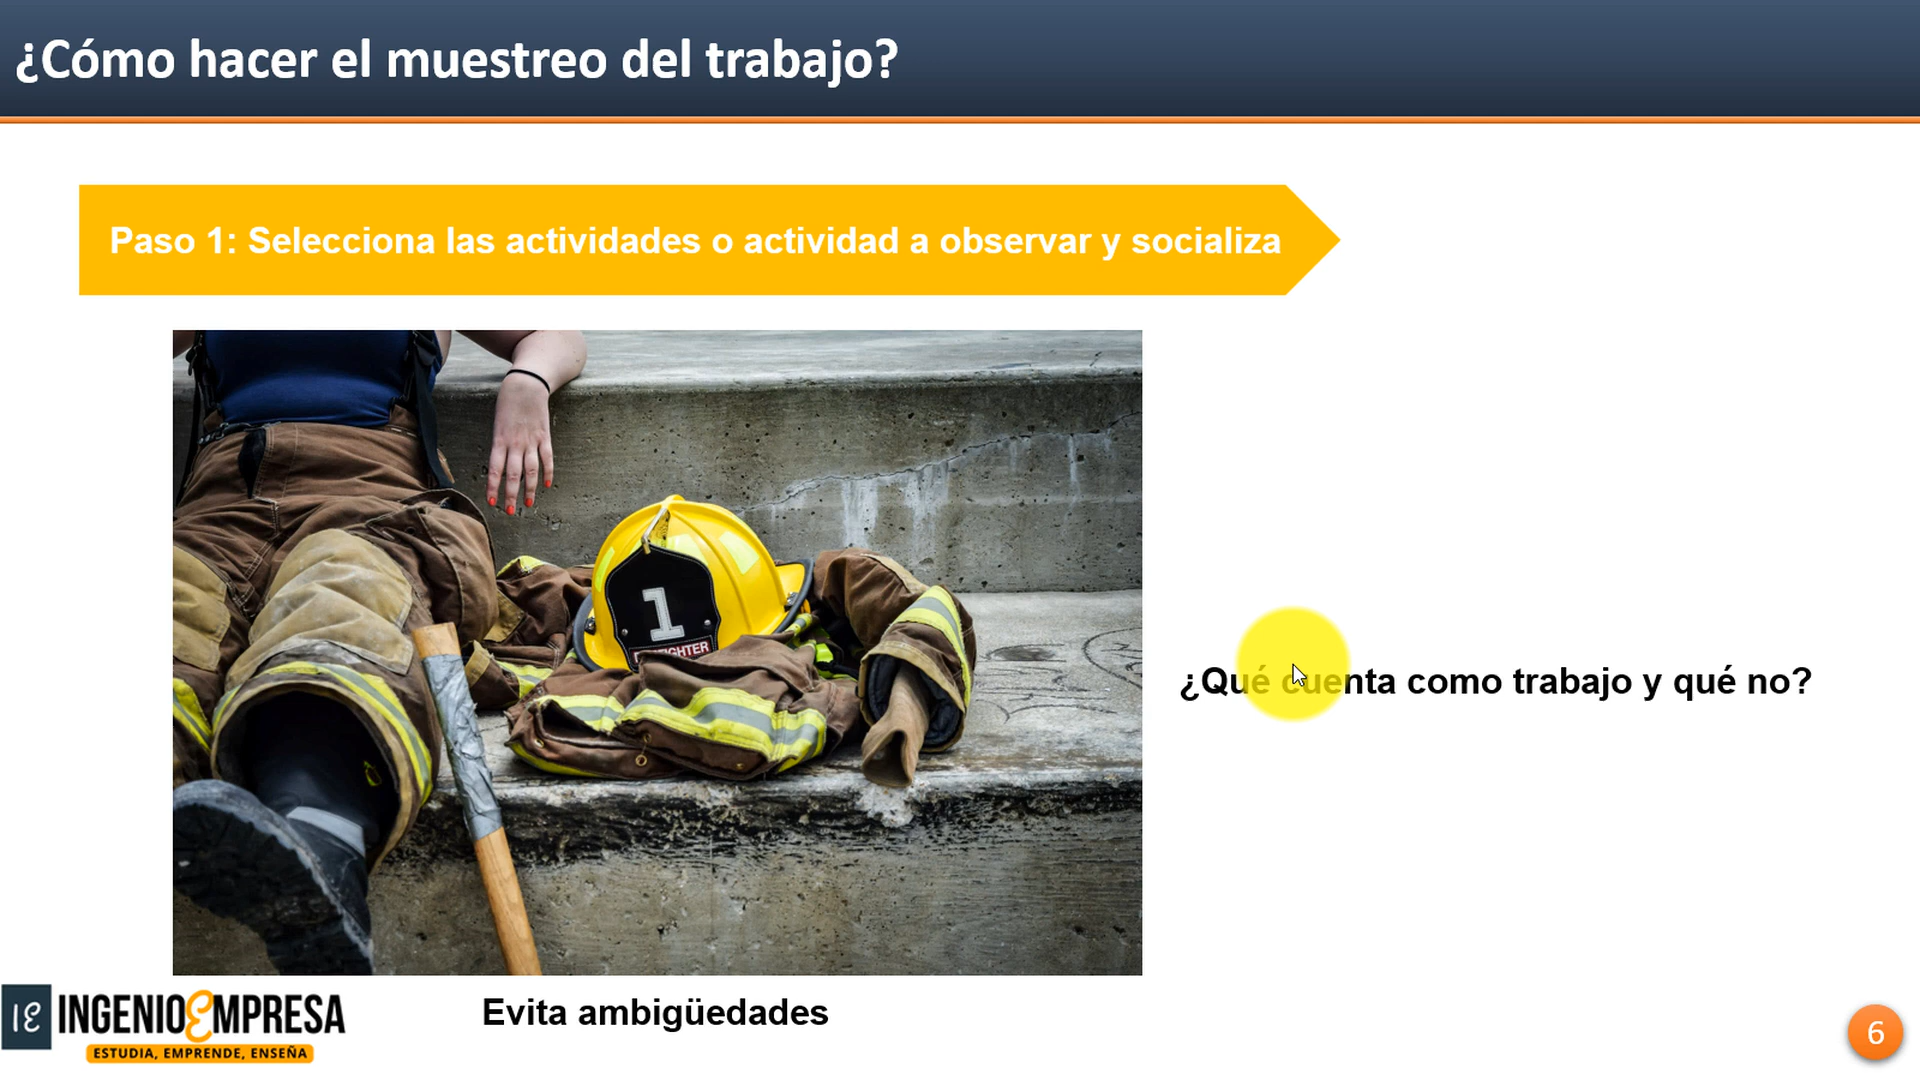 ¿Cómo hacer el muestreo del trabajo?
Paso 1: Selecciona las actividades o actividad a observar y socializa
1
¿Qué cuenta como trabajo y qué no?
Evita ambigüedades
IE INGENIOEMPRESA
ESTUDIA, EMPRENDE, ENSEÑA
6